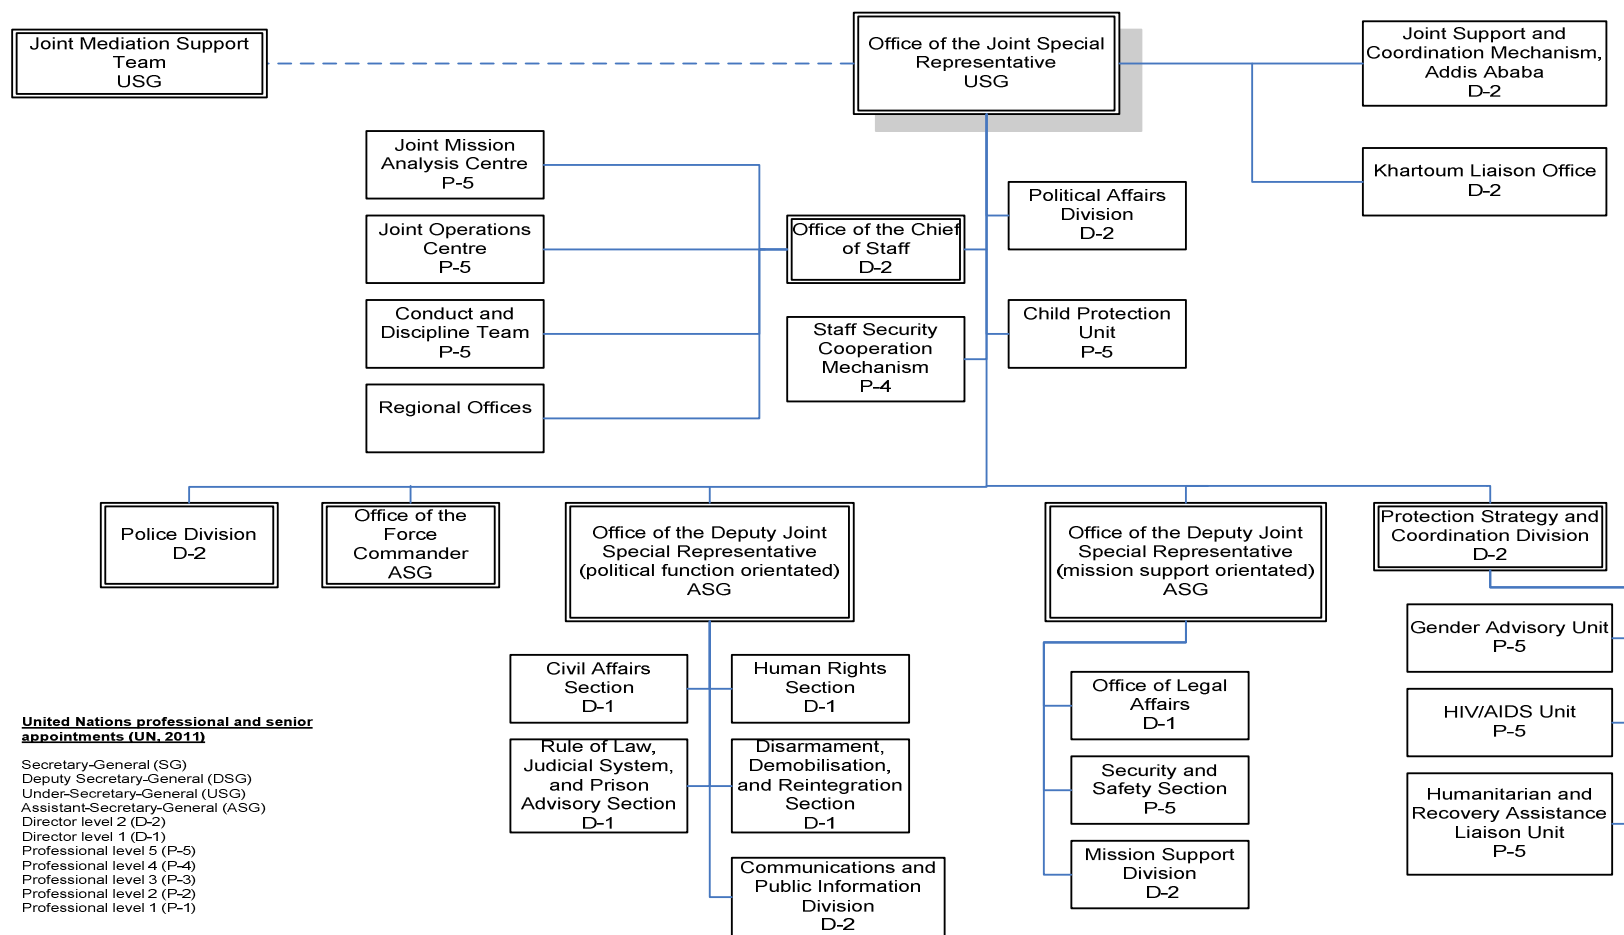 Joint Mediation Support
Team
USG
Office of the Joint Special
Representative
USG
Joint Support and
Coordination Mechanism,
Addis Ababa
D-2
Khartoum Liaison Office
D-2
Joint Mission
Analysis Centre
P-5
Joint Operations
Centre
P-5
Conduct and
Discipline Team
P-5
Regional Offices
Office of the Chief
of Staff
D-2
Staff Security
Cooperation
Mechanism
P-4
Political Affairs
Division
D-2
Child Protection
Unit
P-5
Police Division
D-2
Office of the
Force
Commander
ASG
Office of the Deputy Joint
Special Representative
(political function orientated)
ASG
Office of the Deputy Joint
Special Representative
(mission support orientated)
ASG
Protection Strategy and
Coordination Division
D-2
Civil Affairs
Section
D-1
Human Rights
Section
D-1
Rule of Law,
Judicial System,
and Prison
Advisory Section
D-1
Disarmament,
Demobilisation,
and Reintegration
Section
D-1
Communications and
Public Information
Division
D-2
Office of Legal
Affairs
D-1
Security and
Safety Section
P-5
Mission Support
Division
D-2
Gender Advisory Unit
P-5
HIV/AIDS Unit
P-5
Humanitarian and
Recovery Assistance
Liaison Unit
P-5
United Nations professional and senior
appointments (UN, 2011)
Secretary-General (SG)
Deputy Secretary-General (DSG)
Under-Secretary-General (USG)
Assistant-Secretary-General (ASG)
Director level 2 (D-2)
Director level 1 (D-1)
Professional level 5 (P-5)
Professional level 4 (P-4)
Professional level 3 (P-3)
Professional level 2 (P-2)
Professional level 1 (P-1)